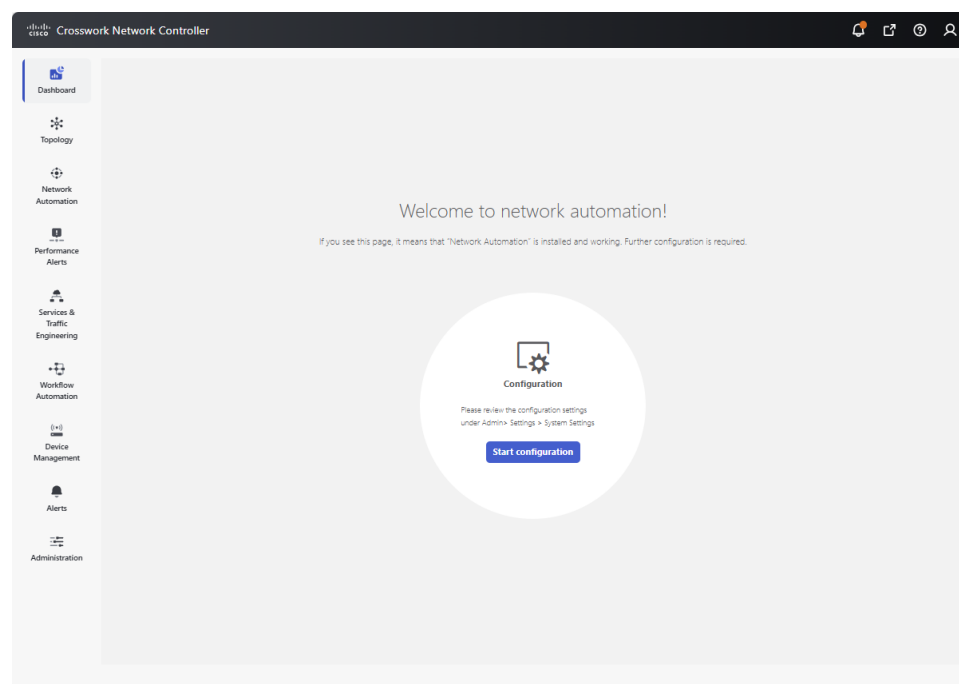 cisco Crosswork Network Controller
Dashboard
Topology
Network
Automation
Performance
Alerts
Services &
Traffic
Engineering
Workflow
Automation
Device
Management
Alerts
Administration
Welcome to network automation!
If you see this page, it means that "Network Automation" is installed and working. Further configuration is required.
Configuration
Please review the configuration settings
under Admin> Settings > System Settings
Start configuration